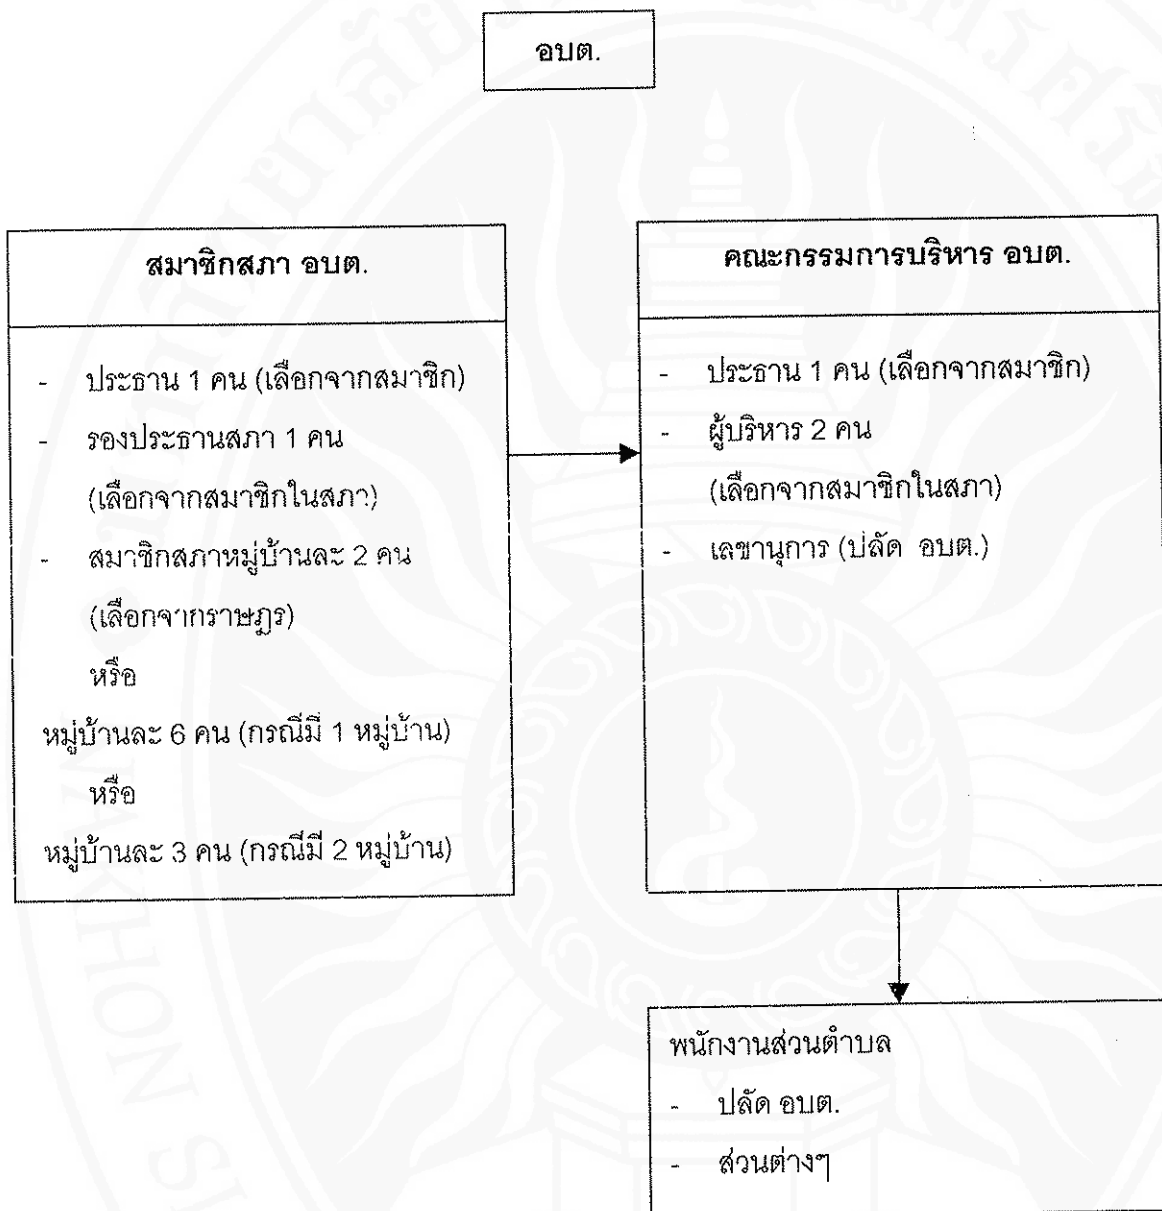 อบต.
สมาชิกสภา อบต.
- ประธาน 1 คน (เลือกจากสมาชิก)
- รองประธานสภา 1 คน
(เลือกจากสมาชิกในสภา)
- สมาชิกสภาหมู่บ้านละ 2 คน
(เลือกจากราษฎร)
หรือ
หมู่บ้านละ 6 คน (กรณีมี 1 หมู่บ้าน)
หรือ
หมู่บ้านละ 3 คน (กรณีมี 2 หมู่บ้าน)
คณะกรรมการบริหาร อบต.
- ประธาน 1 คน (เลือกจากสมาชิก)
- ผู้บริหาร 2 คน
(เลือกจากสมาชิกในสภา)
- เลขานุการ (ปลัด อบต.)
พนักงานส่วนตำบล
- ปลัด อบต.
- ส่วนต่างๆ